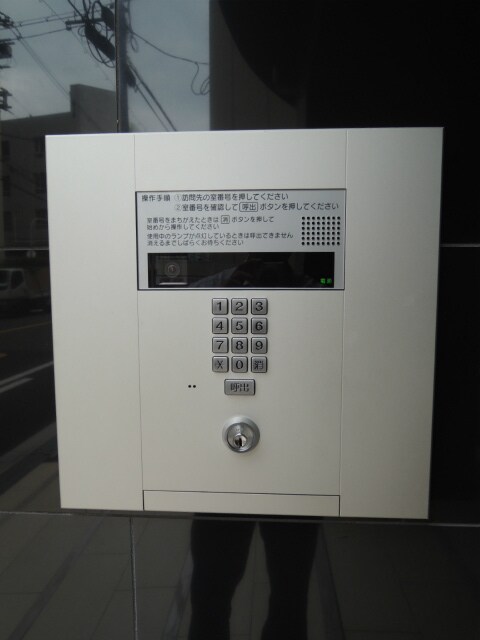 操作手順 ①訪問先の室番号を押してください
②室番号を確認して 呼出 ボタンを押してください
室番号をまちがえたときは 消 ボタンを押して
始めから操作してください
使用中のランプが点灯しているときは呼出できません
消えるまでしばらくお待ちください
1 2 3
4 5 6
7 8 9
0 消
呼出